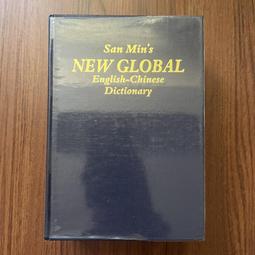 San Min's
NEW GLOBAL
English-Chinese
Dictionary